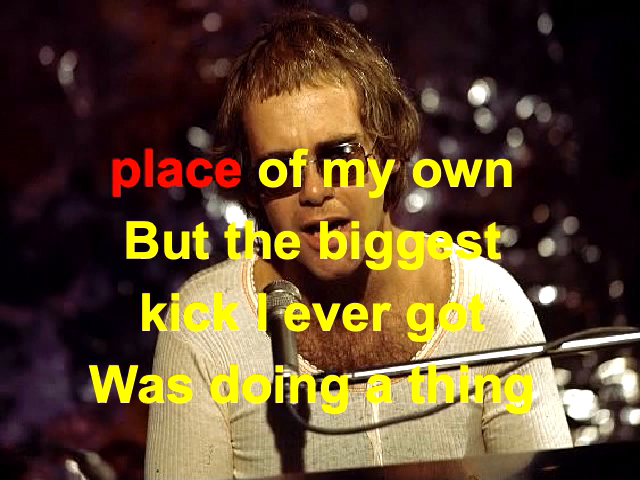 place of my own
But the biggest
kick I ever got
Was doing a thing